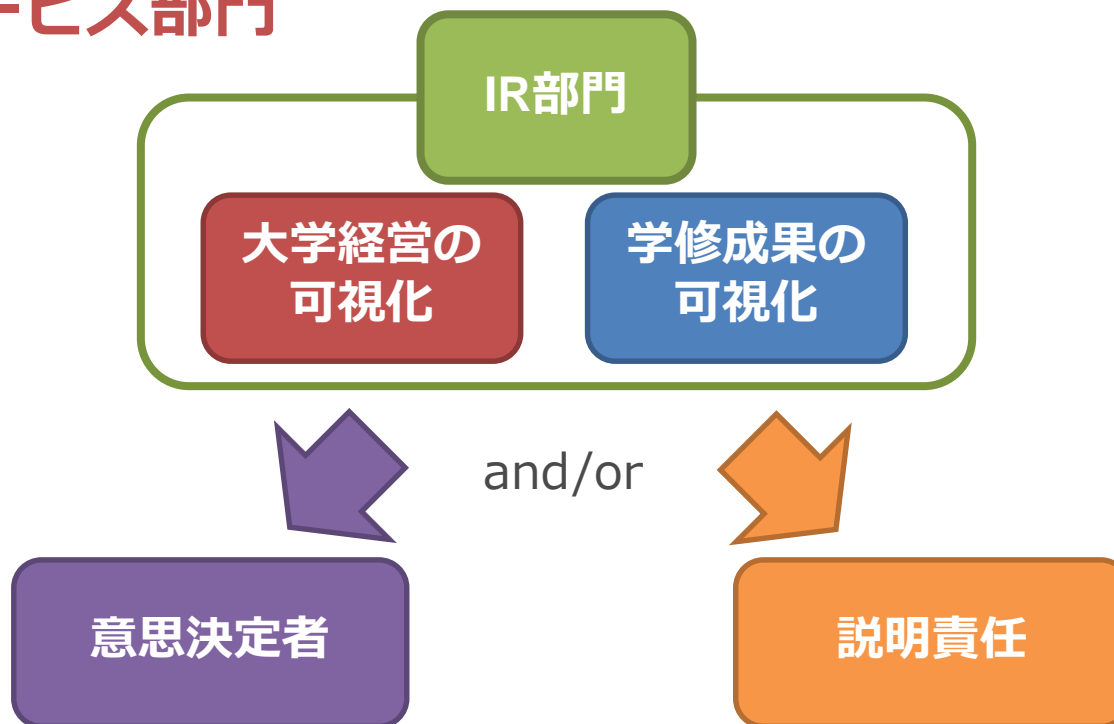 ービス部門
IR部門
大学経営の
可視化
学修成果の
可視化
and/or
意思決定者
説明責任